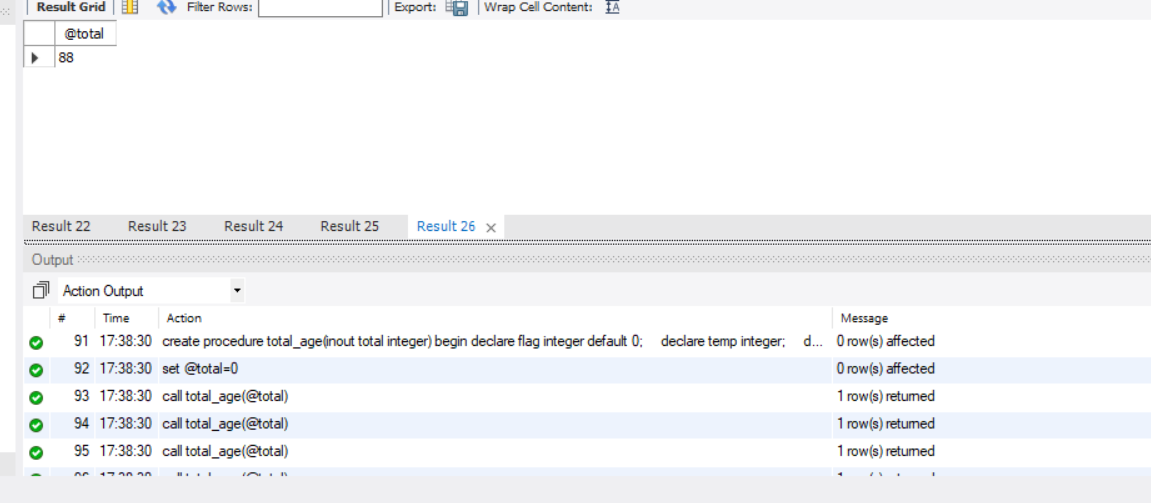 Result Grid Filter Rows: Export: Wrap Cell Content:
@total
88
Result 22 Result 23 Result 24 Result 25 Result 26
Output
Action Output
# Time Action Message
91 17:38:30 create procedure total_age(inout total integer) begin declare flag integer default 0; declare temp integer; d... 0 row(s) affected
92 17:38:30 set @total=0 0 row(s) affected
93 17:38:30 call total_age(@total) 1 row(s) returned
94 17:38:30 call total_age(@total) 1 row(s) returned
95 17:38:30 call total_age(@total) 1 row(s) returned